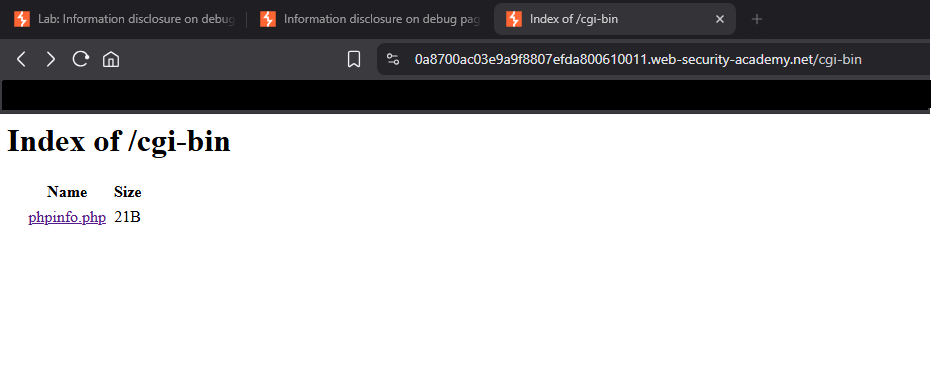 Lab: Information disclosure on debug
Information disclosure on debug pag
Index of /cgi-bin
0a8700ac03e9a9f8807efda800610011.web-security-academy.net/cgi-bin
Index of /cgi-bin
Name Size
phpinfo.php 21B